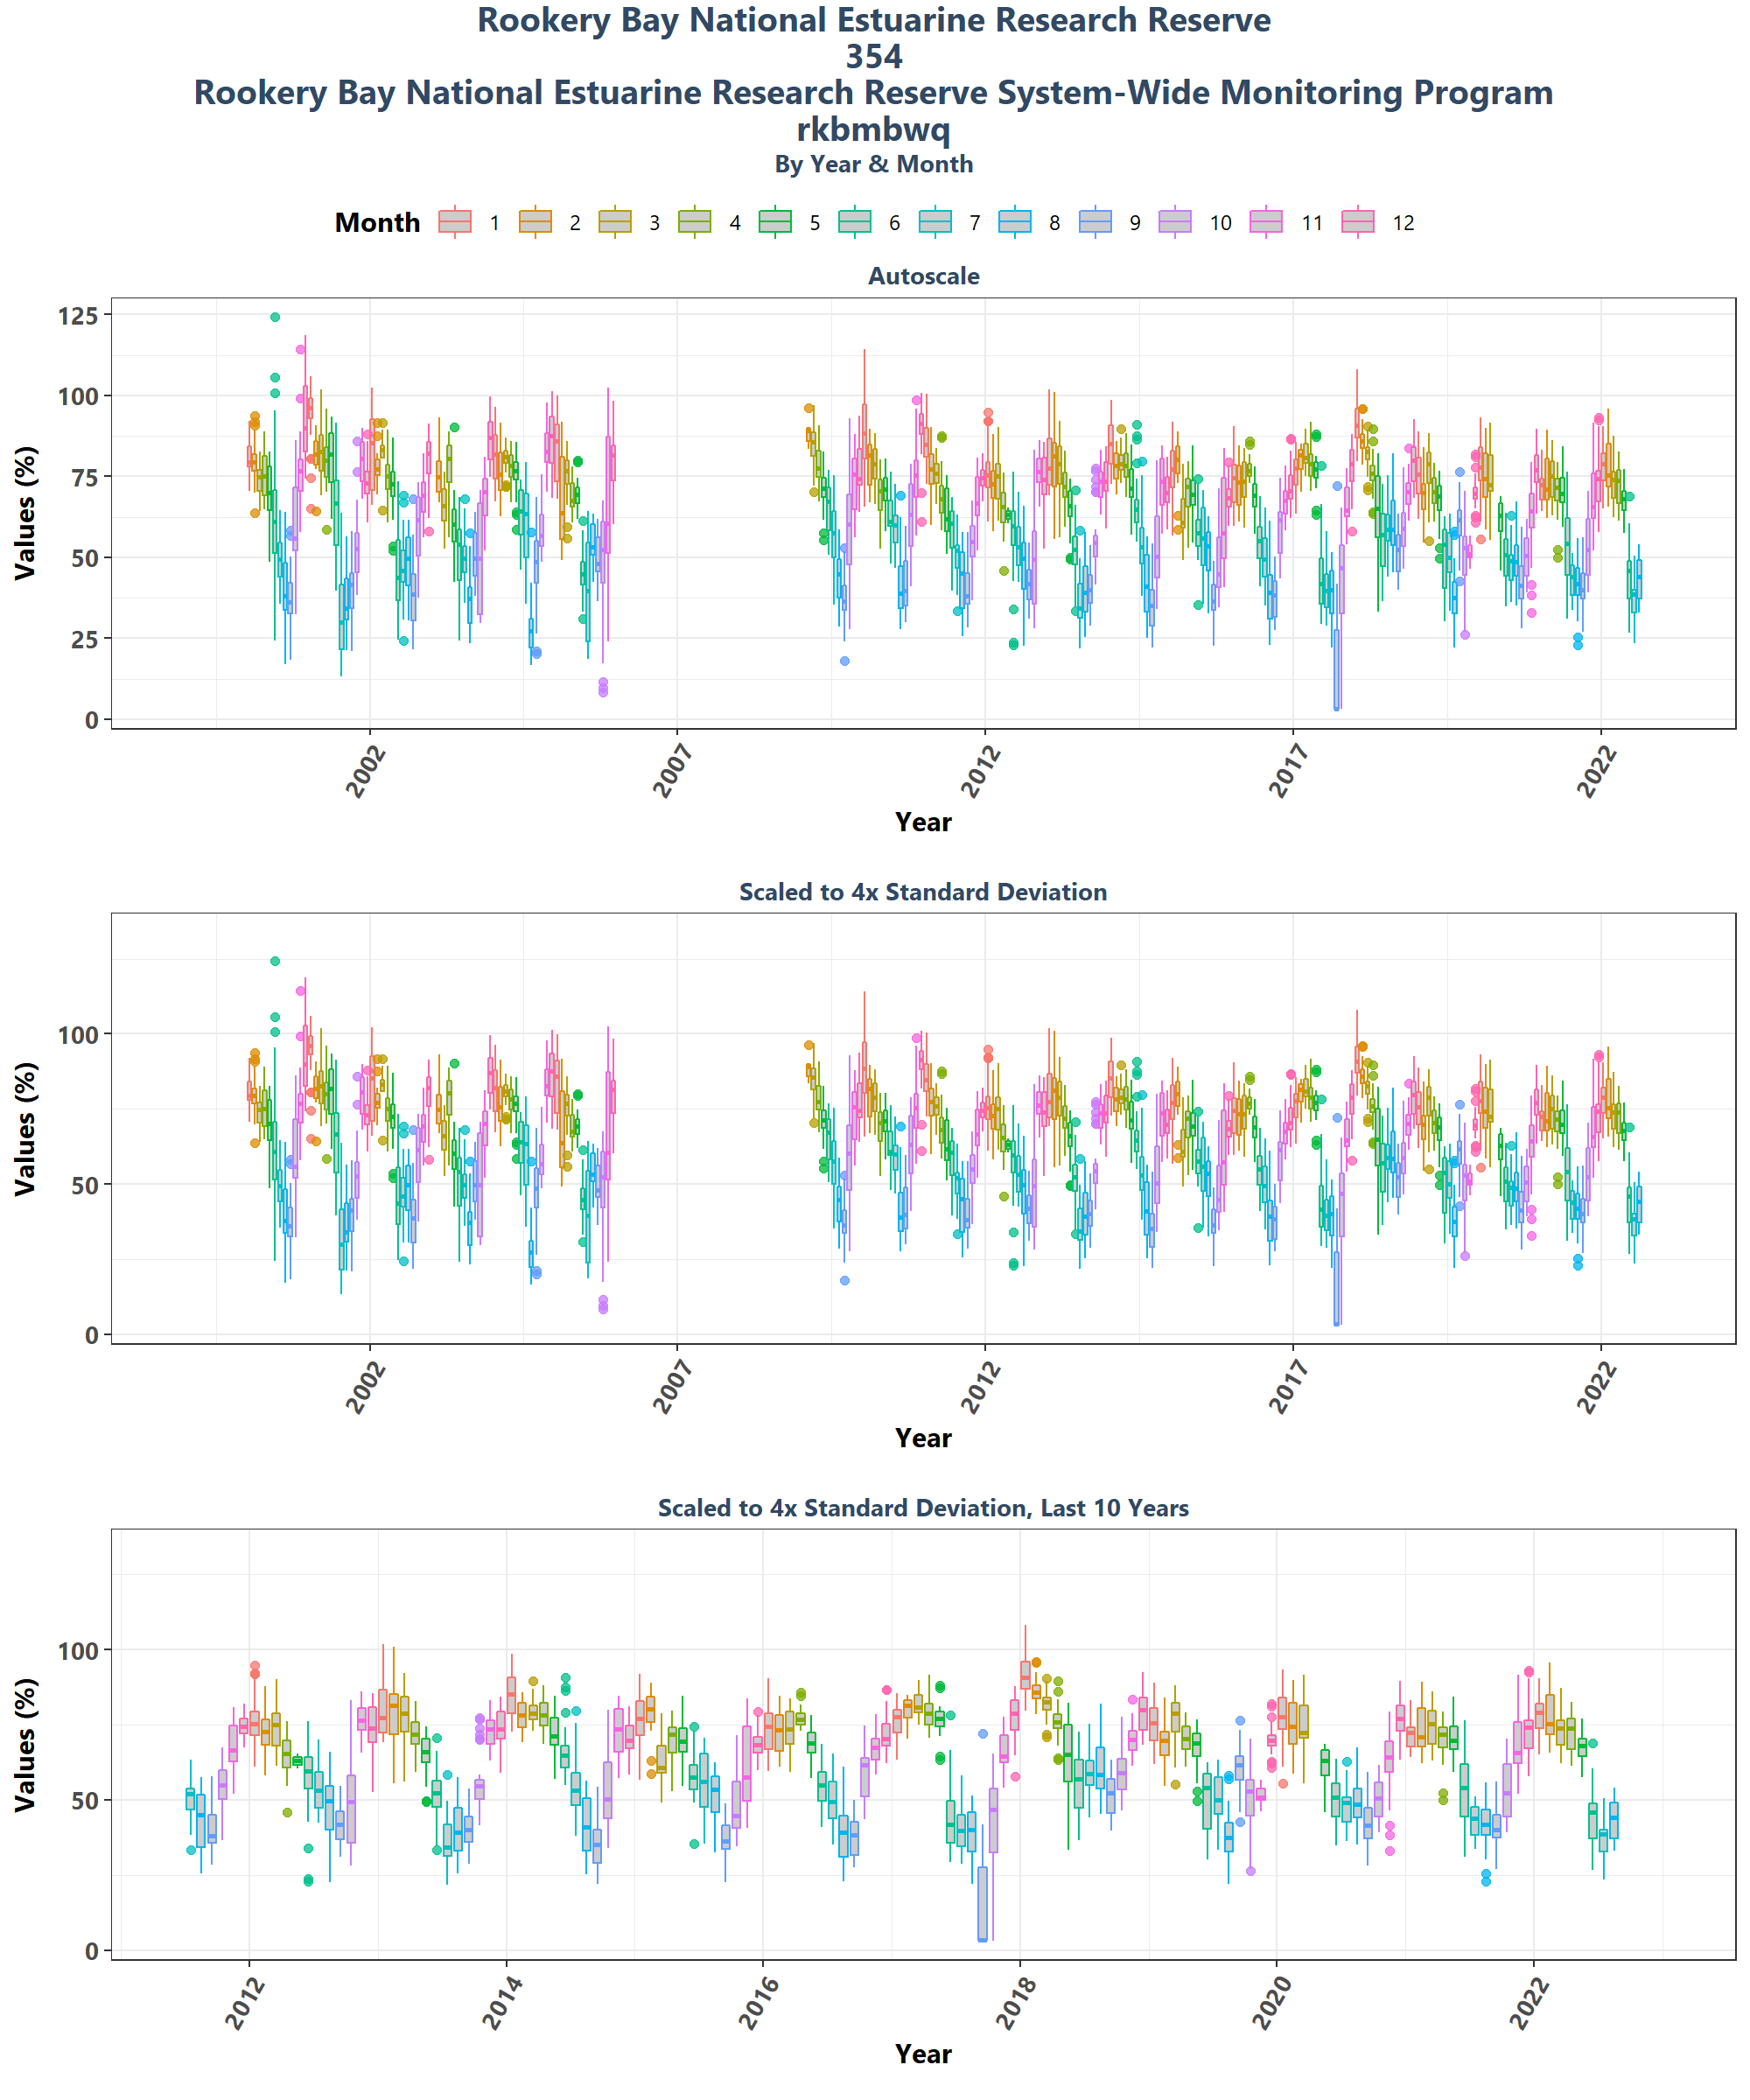 Rookery Bay National Estuarine Research Reserve
354
Rookery Bay National Estuarine Research Reserve System-Wide Monitoring Program
rkbmbwq
By Year & Month
Month 1 2 3 4 5 6 7 8 9 10 11 12
Autoscale
125
100
75
50
25
0
Values (%)
2002 2007 2012 2017 2022
Year
Scaled to 4x Standard Deviation
100
50
0
Values (%)
2002 2007 2012 2017 2022
Year
Scaled to 4x Standard Deviation, Last 10 Years
100
50
0
Values (%)
2012 2014 2016 2018 2020 2022
Year